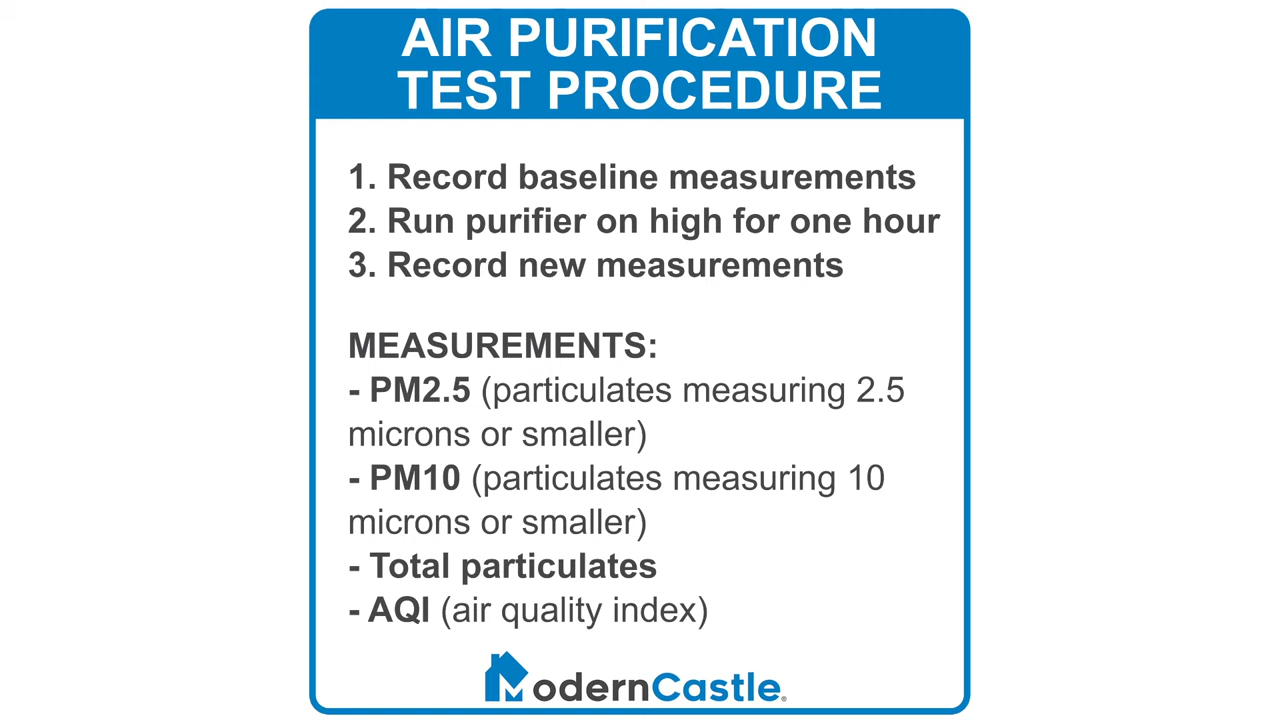 AIR PURIFICATION
TEST PROCEDURE
1. Record baseline measurements
2. Run purifier on high for one hour
3. Record new measurements
MEASUREMENTS:
- PM2.5 (particulates measuring 2.5
microns or smaller)
- PM10 (particulates measuring 10
microns or smaller)
- Total particulates
- AQI (air quality index)
ModernCastle®